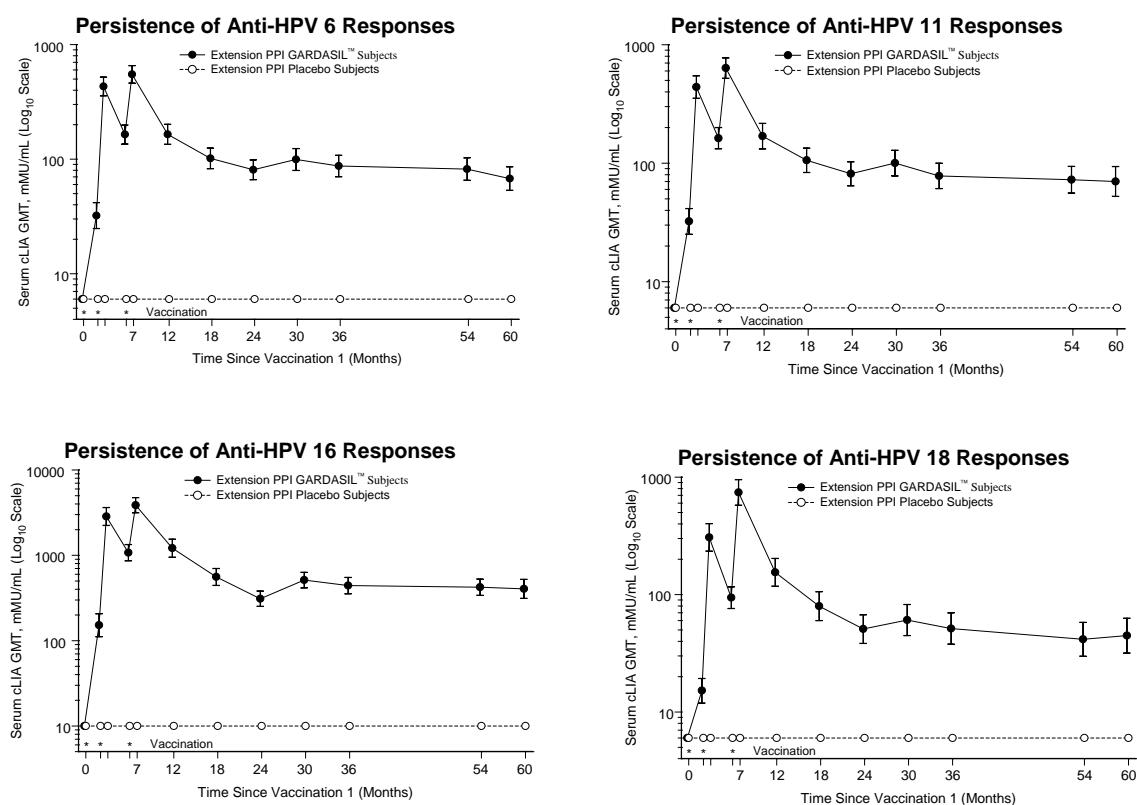 Persistence of Anti-HPV 6 Responses
1000
100
10
Serum cLIA GMT, mMU/mL (Log10 Scale)
Extension PPI GARDASIL™ Subjects
Extension PPI Placebo Subjects
* * * Vaccination
0 7 12 18 24 30 36 54 60
Time Since Vaccination 1 (Months)
Persistence of Anti-HPV 11 Responses
1000
100
10
Serum cLIA GMT, mMU/mL (Log10 Scale)
Extension PPI GARDASIL™ Subjects
Extension PPI Placebo Subjects
* * * Vaccination
0 7 12 18 24 30 36 54 60
Time Since Vaccination 1 (Months)
Persistence of Anti-HPV 16 Responses
10000
1000
100
10
Serum cLIA GMT, mMU/mL (Log10 Scale)
Extension PPI GARDASIL™ Subjects
Extension PPI Placebo Subjects
* * * Vaccination
0 7 12 18 24 30 36 54 60
Time Since Vaccination 1 (Months)
Persistence of Anti-HPV 18 Responses
1000
100
10
Serum cLIA GMT, mMU/mL (Log10 Scale)
Extension PPI GARDASIL™ Subjects
Extension PPI Placebo Subjects
* * * Vaccination
0 7 12 18 24 30 36 54 60
Time Since Vaccination 1 (Months)